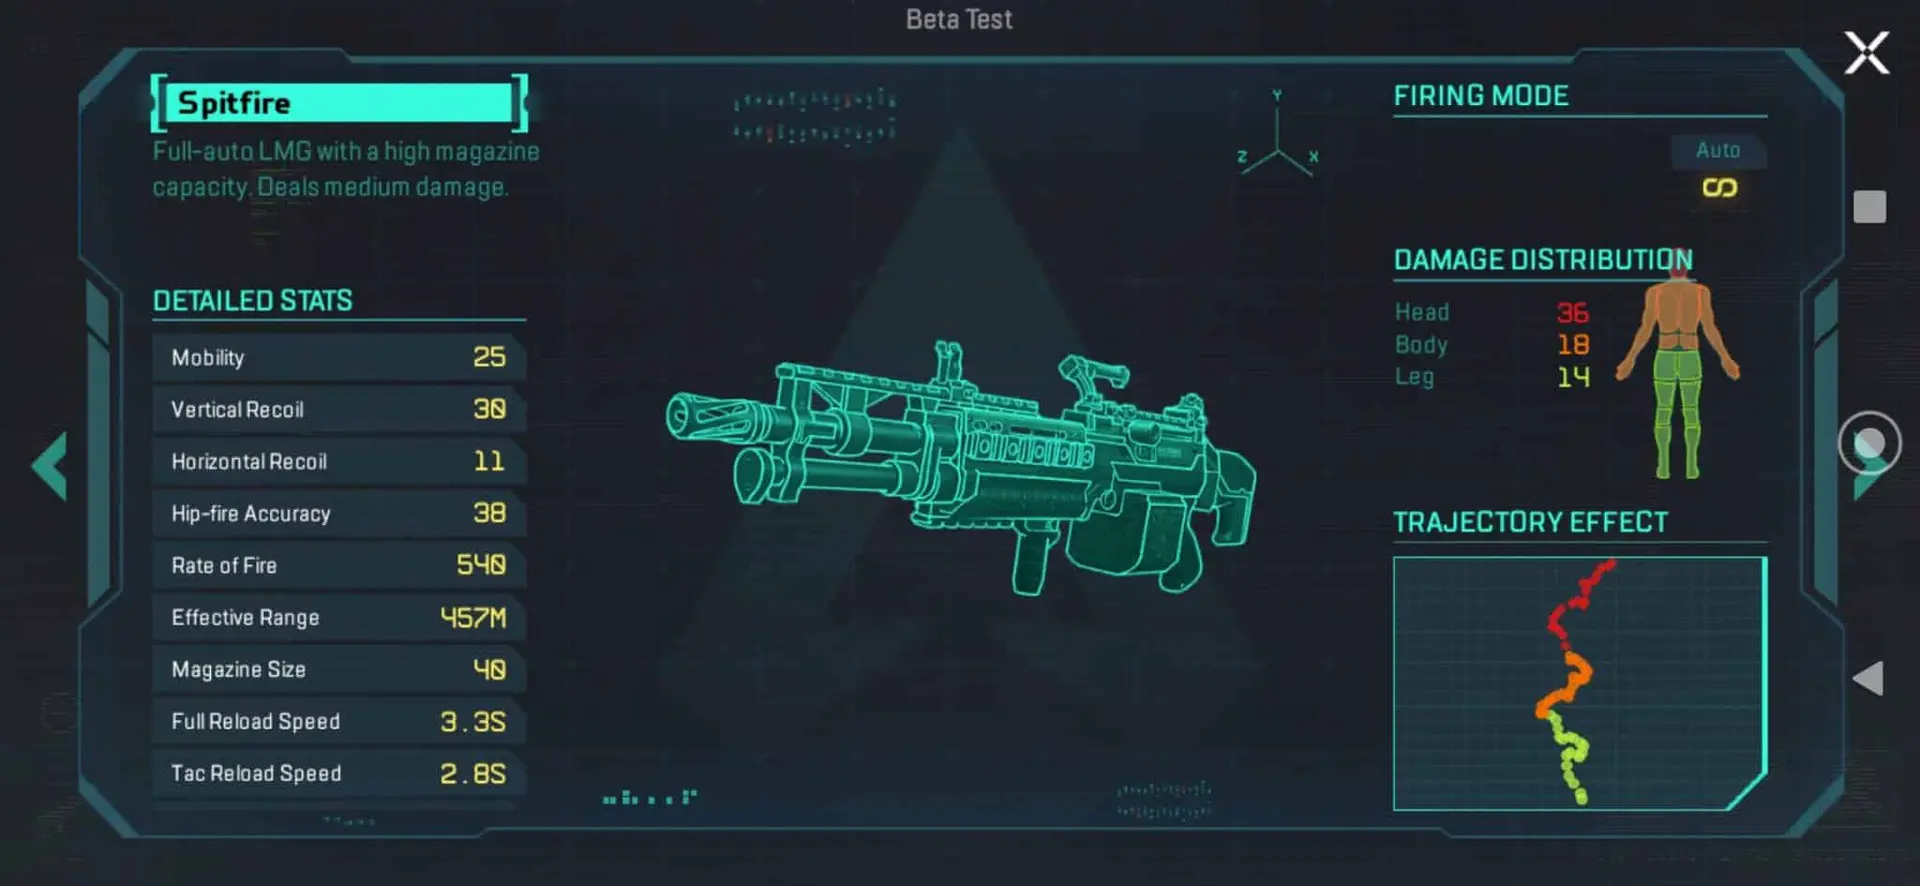 Beta Test
Spitfire
Full-auto LMG with a high magazine
capacity. Deals medium damage.
DETAILED STATS
Mobility 25
Vertical Recoil 30
Horizontal Recoil 11
Hip-fire Accuracy 38
Rate of Fire 540
Effective Range 457M
Magazine Size 40
Full Reload Speed 3.3S
Tac Reload Speed 2.8S
Y
Z X
FIRING MODE
Auto
DAMAGE DISTRIBUTION
Head 36
Body 18
Leg 14
TRAJECTORY EFFECT